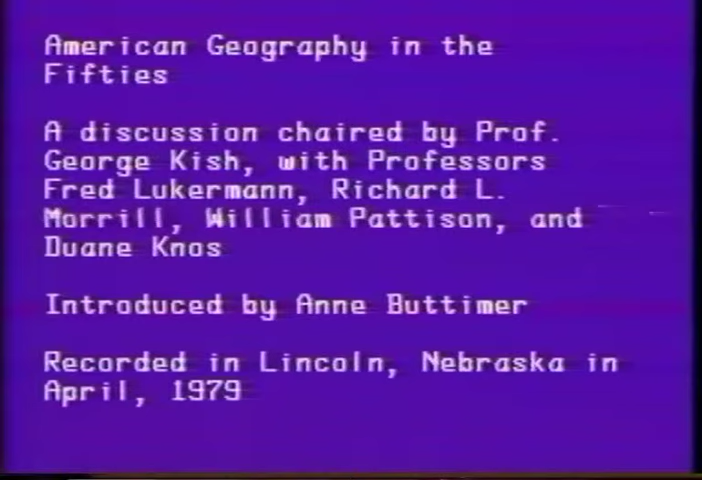 American Geography in the
Fifties
A discussion chaired by Prof.
George Kish, with Professors
Fred Lukermann, Richard L.
Morrill, William Pattison, and
Duane Knos
Introduced by Anne Buttimer
Recorded in Lincoln, Nebraska in
April, 1979